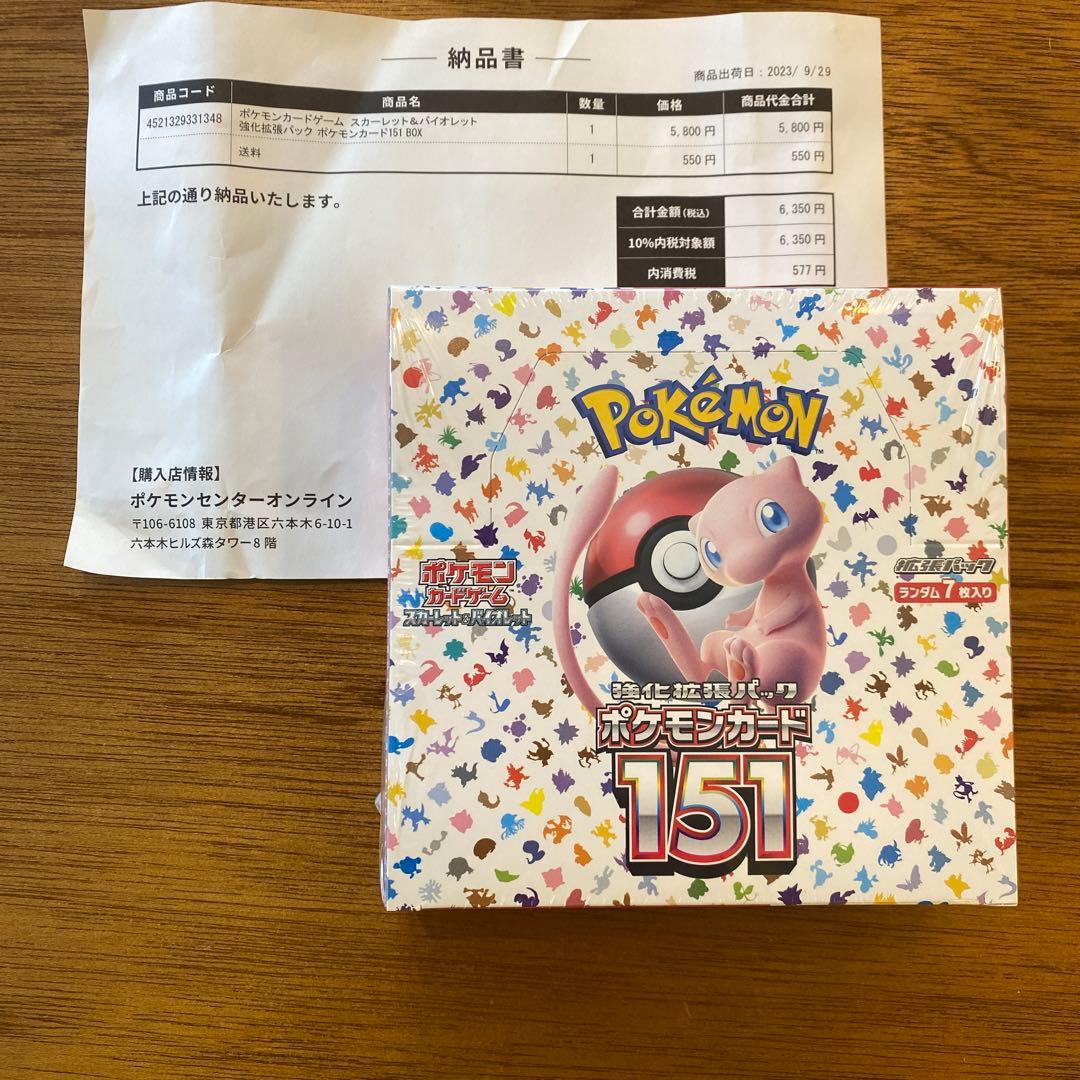 納品書
商品出荷日：2023/ 9/29
商品コード 商品名 数量 価格 商品代金合計
4521329331348 ポケモンカードゲーム スカーレット＆バイオレット 1 5,800 円 5,800 円
強化拡張パック ポケモンカード151 BOX
送料 1 550 円 550 円
上記の通り納品いたします。
合計金額(税込) 6,350 円
10%内税対象額 6,350 円
内消費税 577 円
【購入店情報】
ポケモンセンターオンライン
〒106-6108 東京都港区六本木6-10-1
六本木ヒルズ森タワー8 階
POKéMON
TM
ポケモン
カードゲーム
スカーレット&バイオレット
拡張パック
ランダム7枚入り
強化拡張パック
ポケモンカード
151